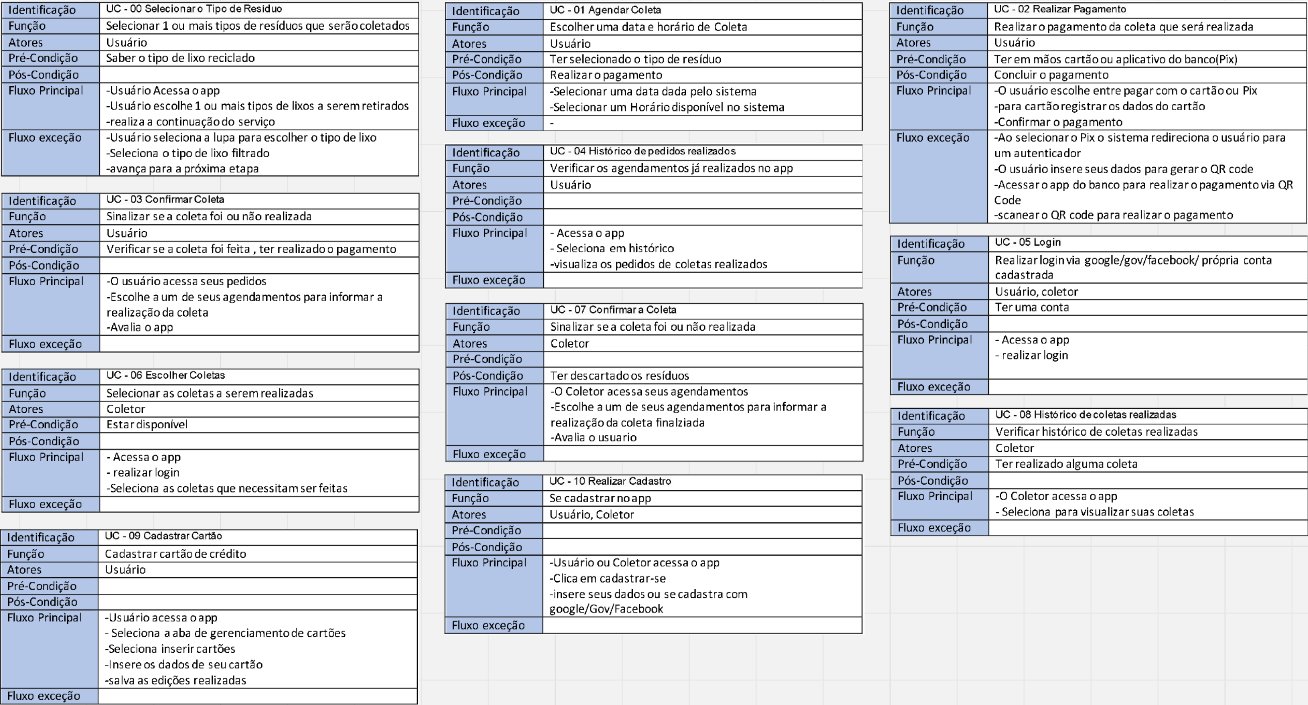 Identificação UC - 00 Selecionar o Tipo de Resíduo
Função Selecionar 1 ou mais tipos de resíduos que serão coletados
Atores Usuário
Pré-Condição Saber o tipo de lixo reciclado
Pós-Condição
Fluxo Principal -Usuário Acessa o app
-Usuário escolhe 1 ou mais tipos de lixos a serem retirados
-realiza a continuação do serviço
Fluxo exceção -Usuário seleciona a lupa para escolher o tipo de lixo
-Seleciona o tipo de lixo filtrado
-avança para a próxima etapa
Identificação UC - 01 Agendar Coleta
Função Escolher uma data e horário de Coleta
Atores Usuário
Pré-Condição Ter selecionado o tipo de resíduo
Pós-Condição Realizar o pagamento
Fluxo Principal -Selecionar uma data dada pelo sistema
-Selecionar um Horário disponível no sistema
Fluxo exceção -
Identificação UC - 02 Realizar Pagamento
Função Realizar o pagamento da coleta que será realizada
Atores Usuário
Pré-Condição Ter em mãos cartão ou aplicativo do banco(Pix)
Pós-Condição Concluir o pagamento
Fluxo Principal -O usuário escolhe entre pagar com o cartão ou Pix
-para cartão registrar os dados do cartão
-Confirmar o pagamento
Fluxo exceção -Ao selecionar o Pix o sistema redireciona o usuário para
um autenticador
-O usuário insere seus dados para gerar o QR code
-Acessar o app do banco para realizar o pagamento via QR
Code
-scanear o QR code para realizar o pagamento
Identificação UC - 03 Confirmar Coleta
Função Sinalizar se a coleta foi ou não realizada
Atores Usuário
Pré-Condição Verificar se a coleta foi feita , ter realizado o pagamento
Pós-Condição
Fluxo Principal -O usuário acessa seus pedidos
-Escolhe a um de seus agendamentos para informar a
realização da coleta
-Avalia o app
Fluxo exceção
Identificação UC - 04 Histórico de pedidos realizados
Função Verificar os agendamentos já realizados no app
Atores Usuário
Pré-Condição
Pós-Condição
Fluxo Principal - Acessa o app
- Seleciona em histórico
-visualiza os pedidos de coletas realizados
Fluxo exceção
Identificação UC - 05 Login
Função Realizar login via google/gov/facebook/ própria conta
cadastrada
Atores Usuário, coletor
Pré-Condição Ter uma conta
Pós-Condição
Fluxo Principal - Acessa o app
- realizar login
Fluxo exceção
Identificação UC - 06 Escolher Coletas
Função Selecionar as coletas a serem realizadas
Atores Coletor
Pré-Condição Estar disponível
Pós-Condição
Fluxo Principal - Acessa o app
- realizar login
-Seleciona as coletas que necessitam ser feitas
Fluxo exceção
Identificação UC - 07 Confirmar a Coleta
Função Sinalizar se a coleta foi ou não realizada
Atores Coletor
Pré-Condição
Pós-Condição Ter descartado os resíduos
Fluxo Principal -O Coletor acessa seus agendamentos
-Escolhe a um de seus agendamentos para informar a
realização da coleta finalziada
-Avalia o usuario
Fluxo exceção
Identificação UC - 08 Histórico de coletas realizadas
Função Verificar histórico de coletas realizadas
Atores Coletor
Pré-Condição Ter realizado alguma coleta
Pós-Condição
Fluxo Principal -O Coletor acessa o app
- Seleciona para visualizar suas coletas
Fluxo exceção
Identificação UC - 09 Cadastrar Cartão
Função Cadastrar cartão de crédito
Atores Usuário
Pré-Condição
Pós-Condição
Fluxo Principal -Usuário acessa o app
- Seleciona a aba de gerenciamento de cartões
-Seleciona inserir cartões
-Insere os dados de seu cartão
-salva as edições realizadas
Fluxo exceção
Identificação UC - 10 Realizar Cadastro
Função Se cadastrar no app
Atores Usuário, Coletor
Pré-Condição
Pós-Condição
Fluxo Principal -Usuário ou Coletor acessa o app
-Clica em cadastrar-se
-insere seus dados ou se cadastra com
google/Gov/Facebook
Fluxo exceção